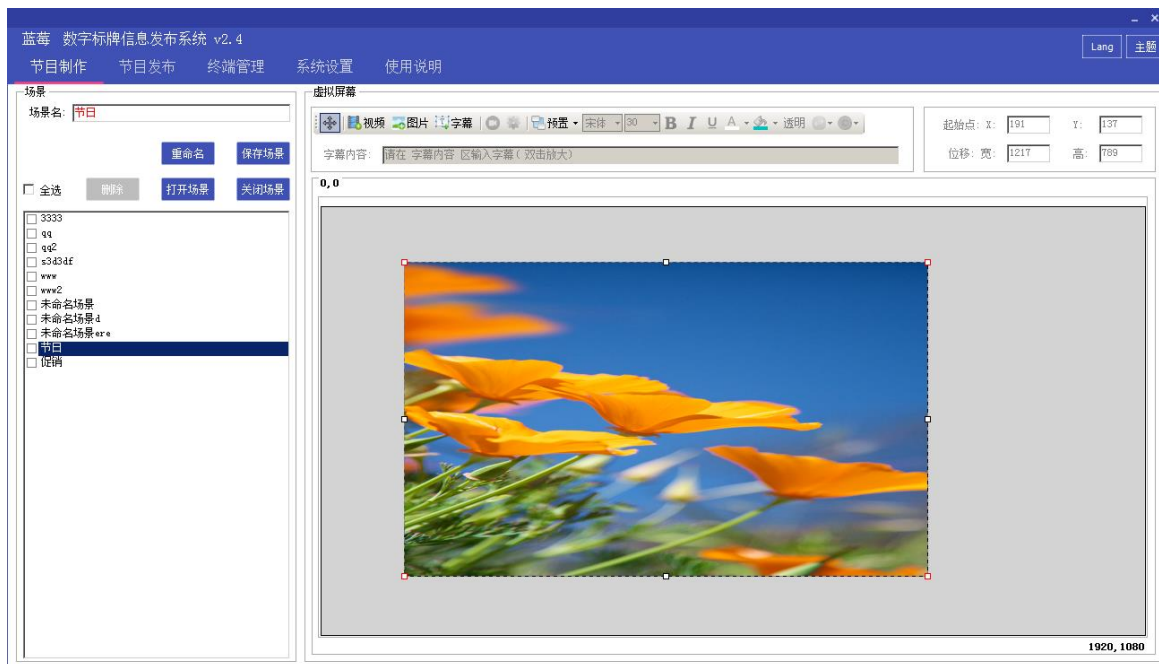 蓝莓 数字标牌信息发布系统 v2.4
Lang 主题
节目制作 节目发布 终端管理 系统设置 使用说明
场景
场景名: 节日
重命名 保存场景
全选 删除 打开场景 关闭场景
3333
qq
qq2
s3d3df
www
www2
未命名场景
未命名场景d
未命名场景ere
节日
促销
虚拟屏幕
视频 图片 字幕 预置 宋体 30 B I U A 透明
字幕内容: 请在 字幕内容 区输入字幕(双击放大)
起始点: X: 191 Y: 137
位移: 宽: 1217 高: 789
0,0
1920,1080